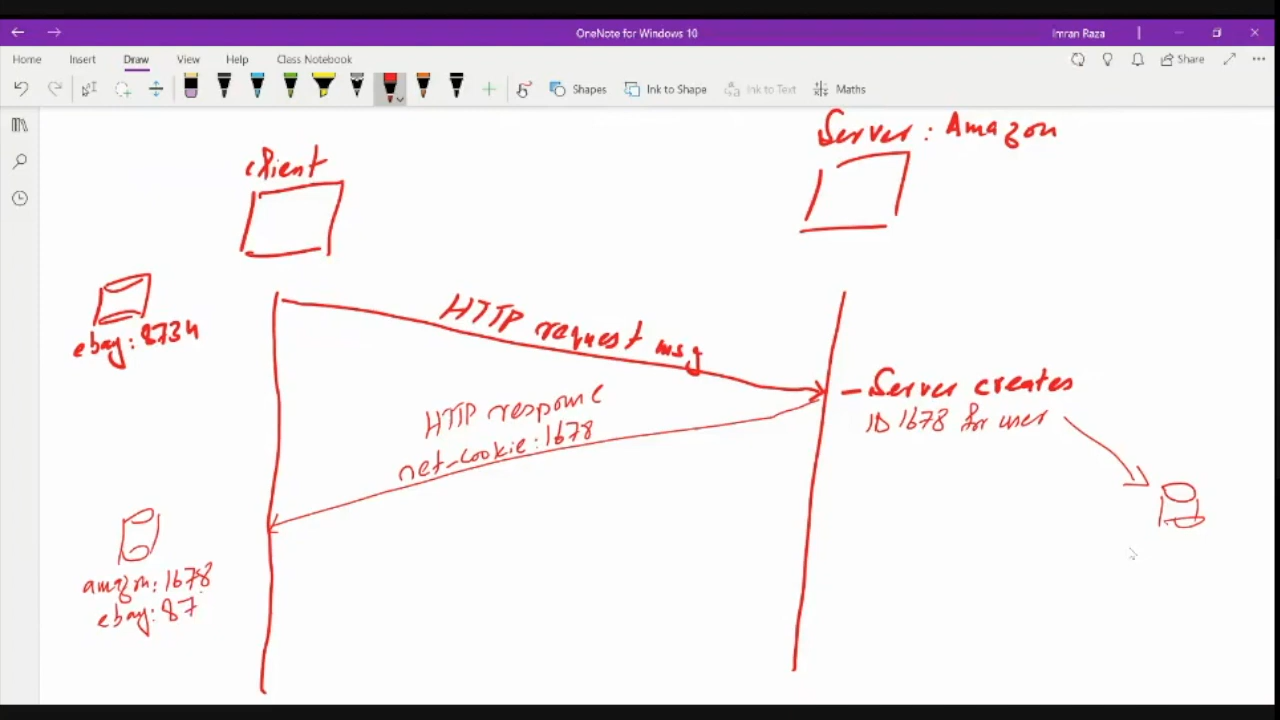 OneNote for Windows 10
Imran Raza
Home Insert Draw View Help Class Notebook
Share
Shapes
Ink to Shape
Ink to Text
Maths
Server : Amazon
client
HTTP request msg
ebay: 8734
- Server creates
ID 1678 for user
HTTP response
net-cookie: 1678
amazon: 1678
ebay: 87